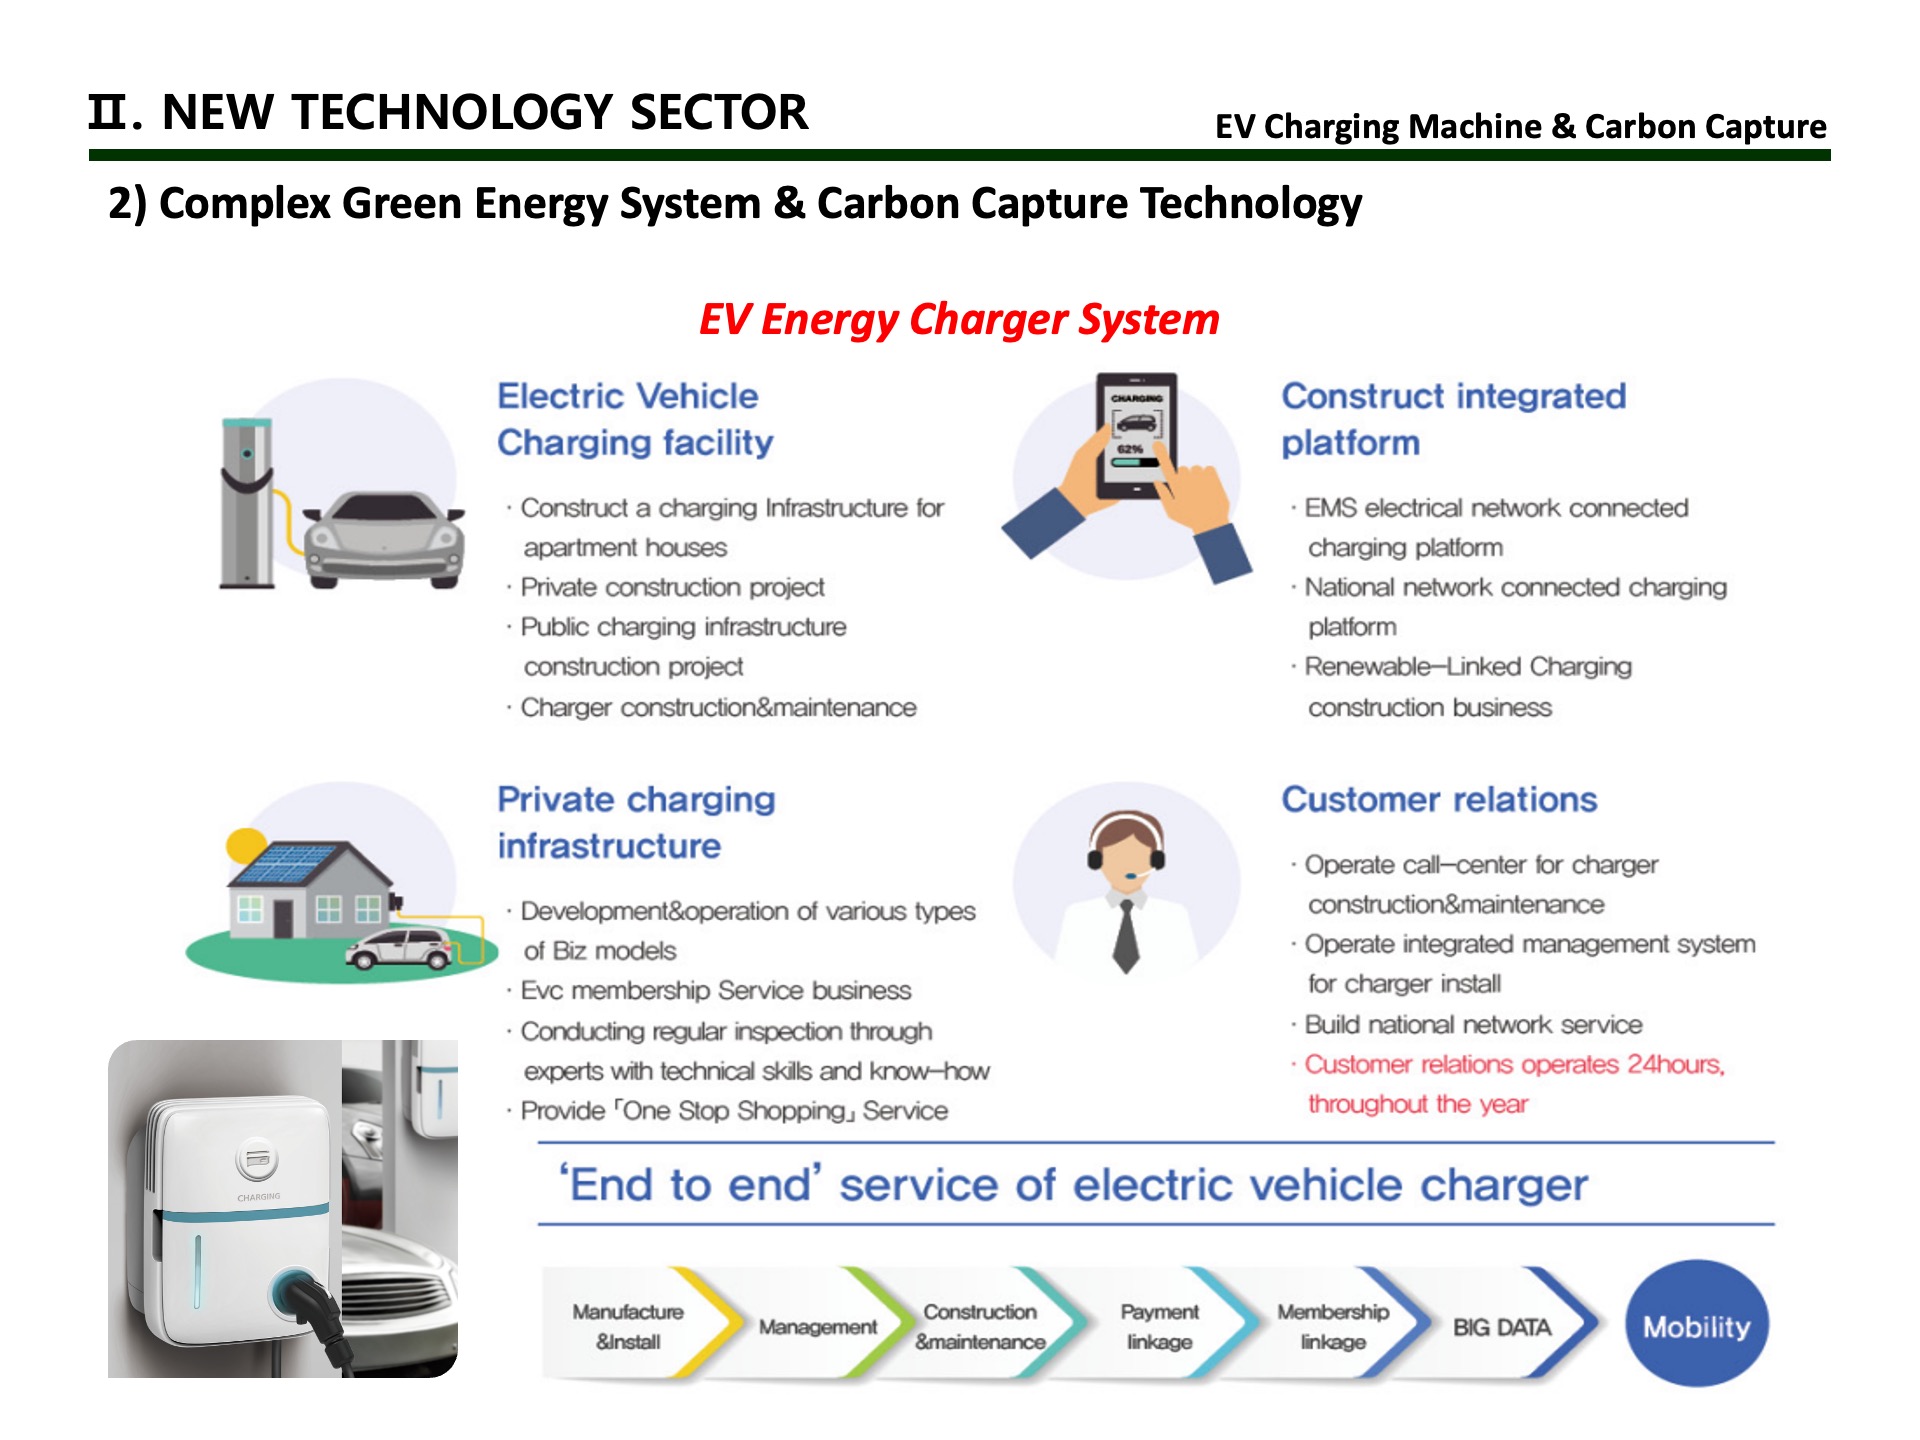 Ⅱ. NEW TECHNOLOGY SECTOR
EV Charging Machine & Carbon Capture
2) Complex Green Energy System & Carbon Capture Technology
EV Energy Charger System
Electric Vehicle
Charging facility
· Construct a charging Infrastructure for
apartment houses
· Private construction project
· Public charging infrastructure
construction project
· Charger construction&maintenance
CHARGING
62%
Construct integrated
platform
· EMS electrical network connected
charging platform
· National network connected charging
platform
· Renewable–Linked Charging
construction business
Private charging
infrastructure
· Development&operation of various types
of Biz models
· Evc membership Service business
· Conducting regular inspection through
experts with technical skills and know–how
· Provide「One Stop Shopping」Service
Customer relations
· Operate call–center for charger
construction&maintenance
· Operate integrated management system
for charger install
· Build national network service
· Customer relations operates 24hours,
throughout the year
CHARGING
‘End to end’ service of electric vehicle charger
Manufacture
&Install
Management
Construction
&maintenance
Payment
linkage
Membership
linkage
BIG DATA
Mobility